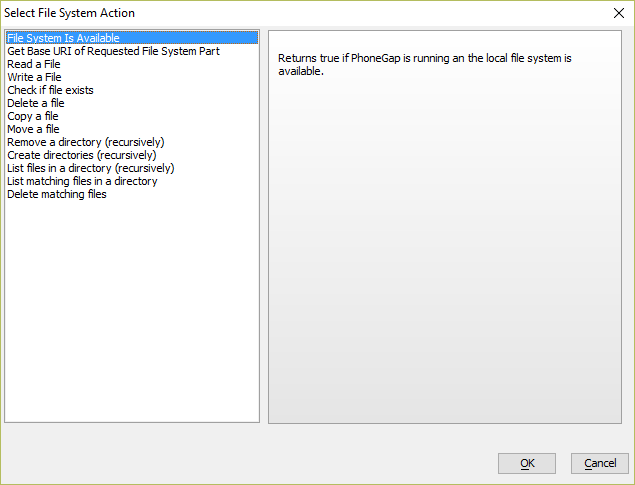 Select File System Action
File System Is Available
Get Base URI of Requested File System Part
Read a File
Write a File
Check if file exists
Delete a file
Copy a file
Move a file
Remove a directory (recursively)
Create directories (recursively)
List files in a directory (recursively)
List matching files in a directory
Delete matching files
Returns true if PhoneGap is running an the local file system is
available.
OK
Cancel